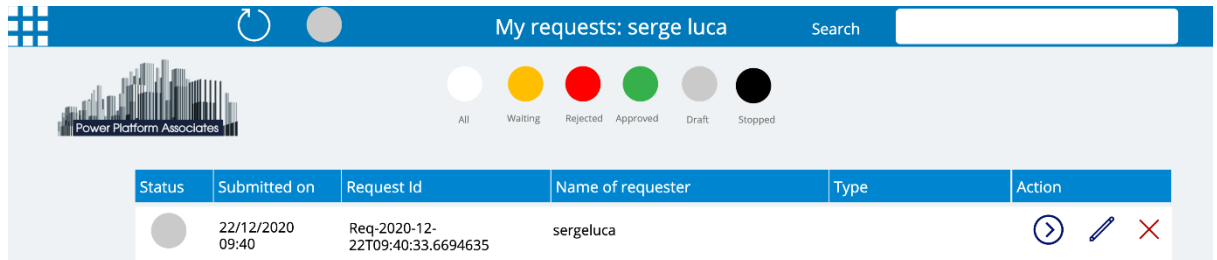 My requests: serge luca Search
Power Platform Associates
All Waiting Rejected Approved Draft Stopped
Status Submitted on Request Id Name of requester Type Action
22/12/2020 Req-2020-12- sergeluca
09:40 22T09:40:33.6694635